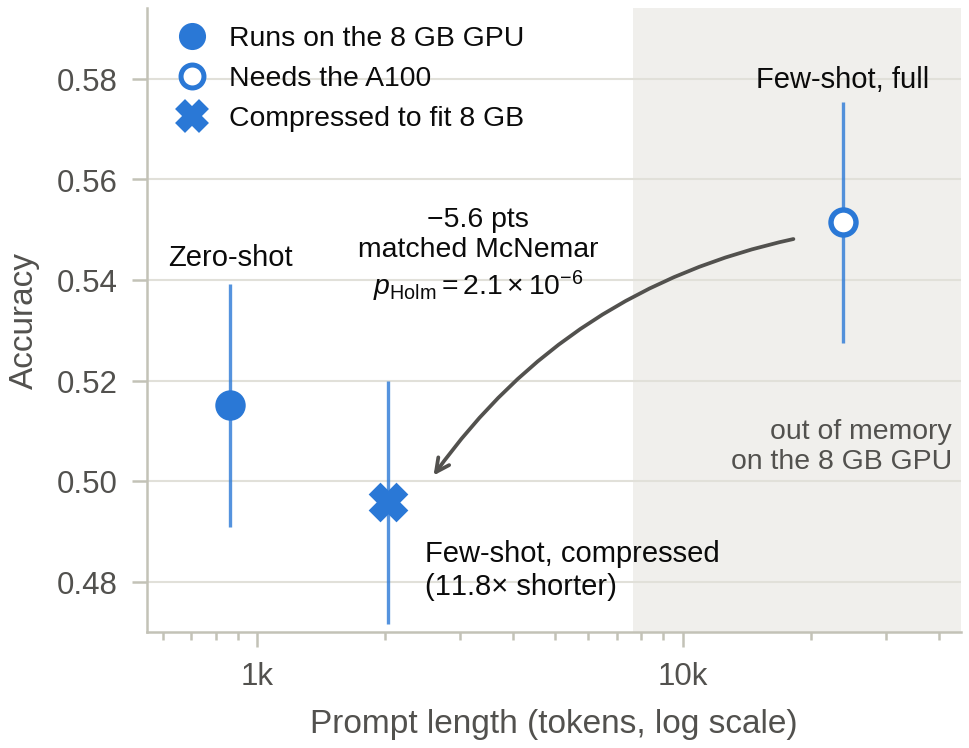 Runs on the 8 GB GPU
Needs the A100
Compressed to fit 8 GB
Few-shot, full
−5.6 pts
matched McNemar
pHolm = 2.1 × 10⁻⁶
Zero-shot
out of memory
on the 8 GB GPU
Few-shot, compressed
(11.8× shorter)
Accuracy
0.58
0.56
0.54
0.52
0.50
0.48
1k
10k
Prompt length (tokens, log scale)